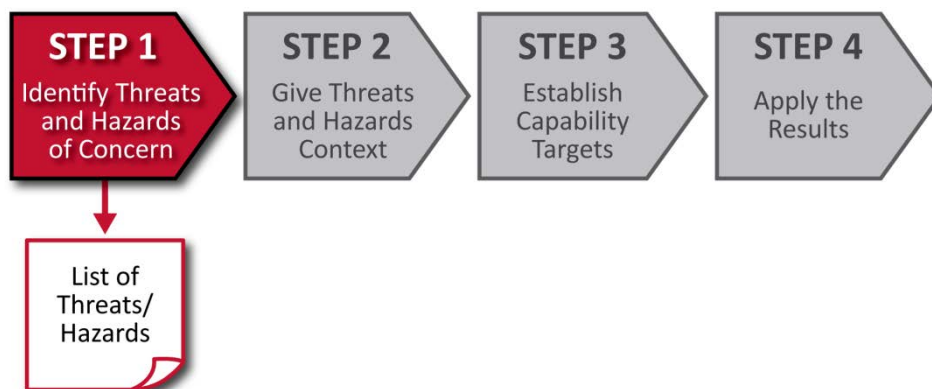 STEP 1
Identify Threats
and Hazards
of Concern
STEP 2
Give Threats
and Hazards
Context
STEP 3
Establish
Capability
Targets
STEP 4
Apply the
Results
List of
Threats/
Hazards